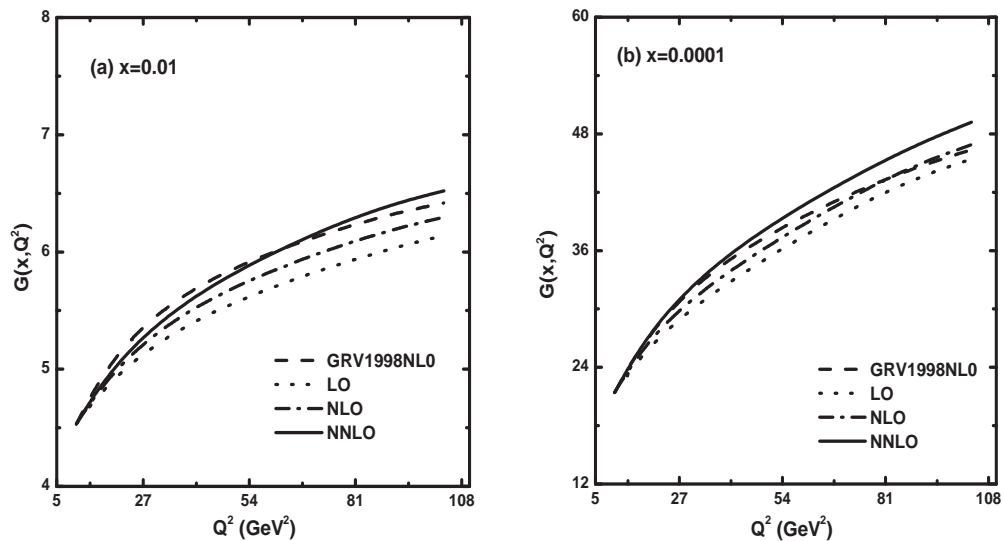 8
7
6
5
4
G(x,Q²)
(a) x=0.01
GRV1998NL0
LO
NLO
NNLO
5 27 54 81 108
Q² (GeV²)
60
48
36
24
12
G(x,Q²)
(b) x=0.0001
GRV1998NL0
LO
NLO
NNLO
5 27 54 81 108
Q² (GeV²)